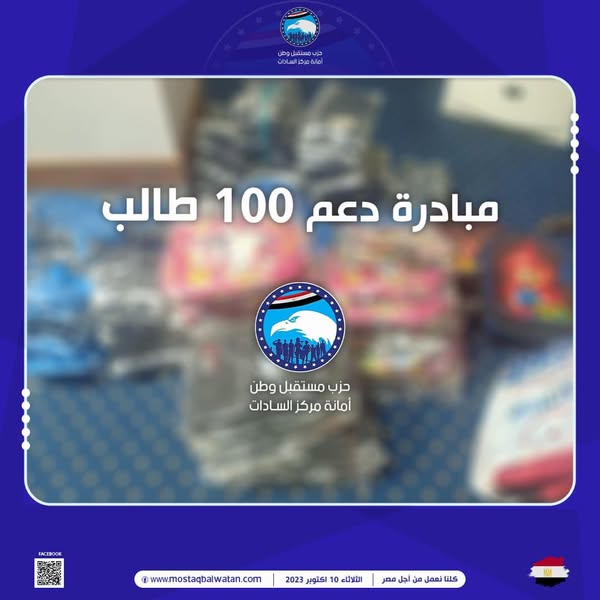 حزب مستقبل وطن
أمانة مركز السادات
مبادرة دعم 100 طالب
حزب مستقبل وطن
أمانة مركز السادات
FACEBOOK
www.mostaqbalwatan.com
الثلاثاء 10 اكتوبر 2023
كلنا نعمل من أجل مصر